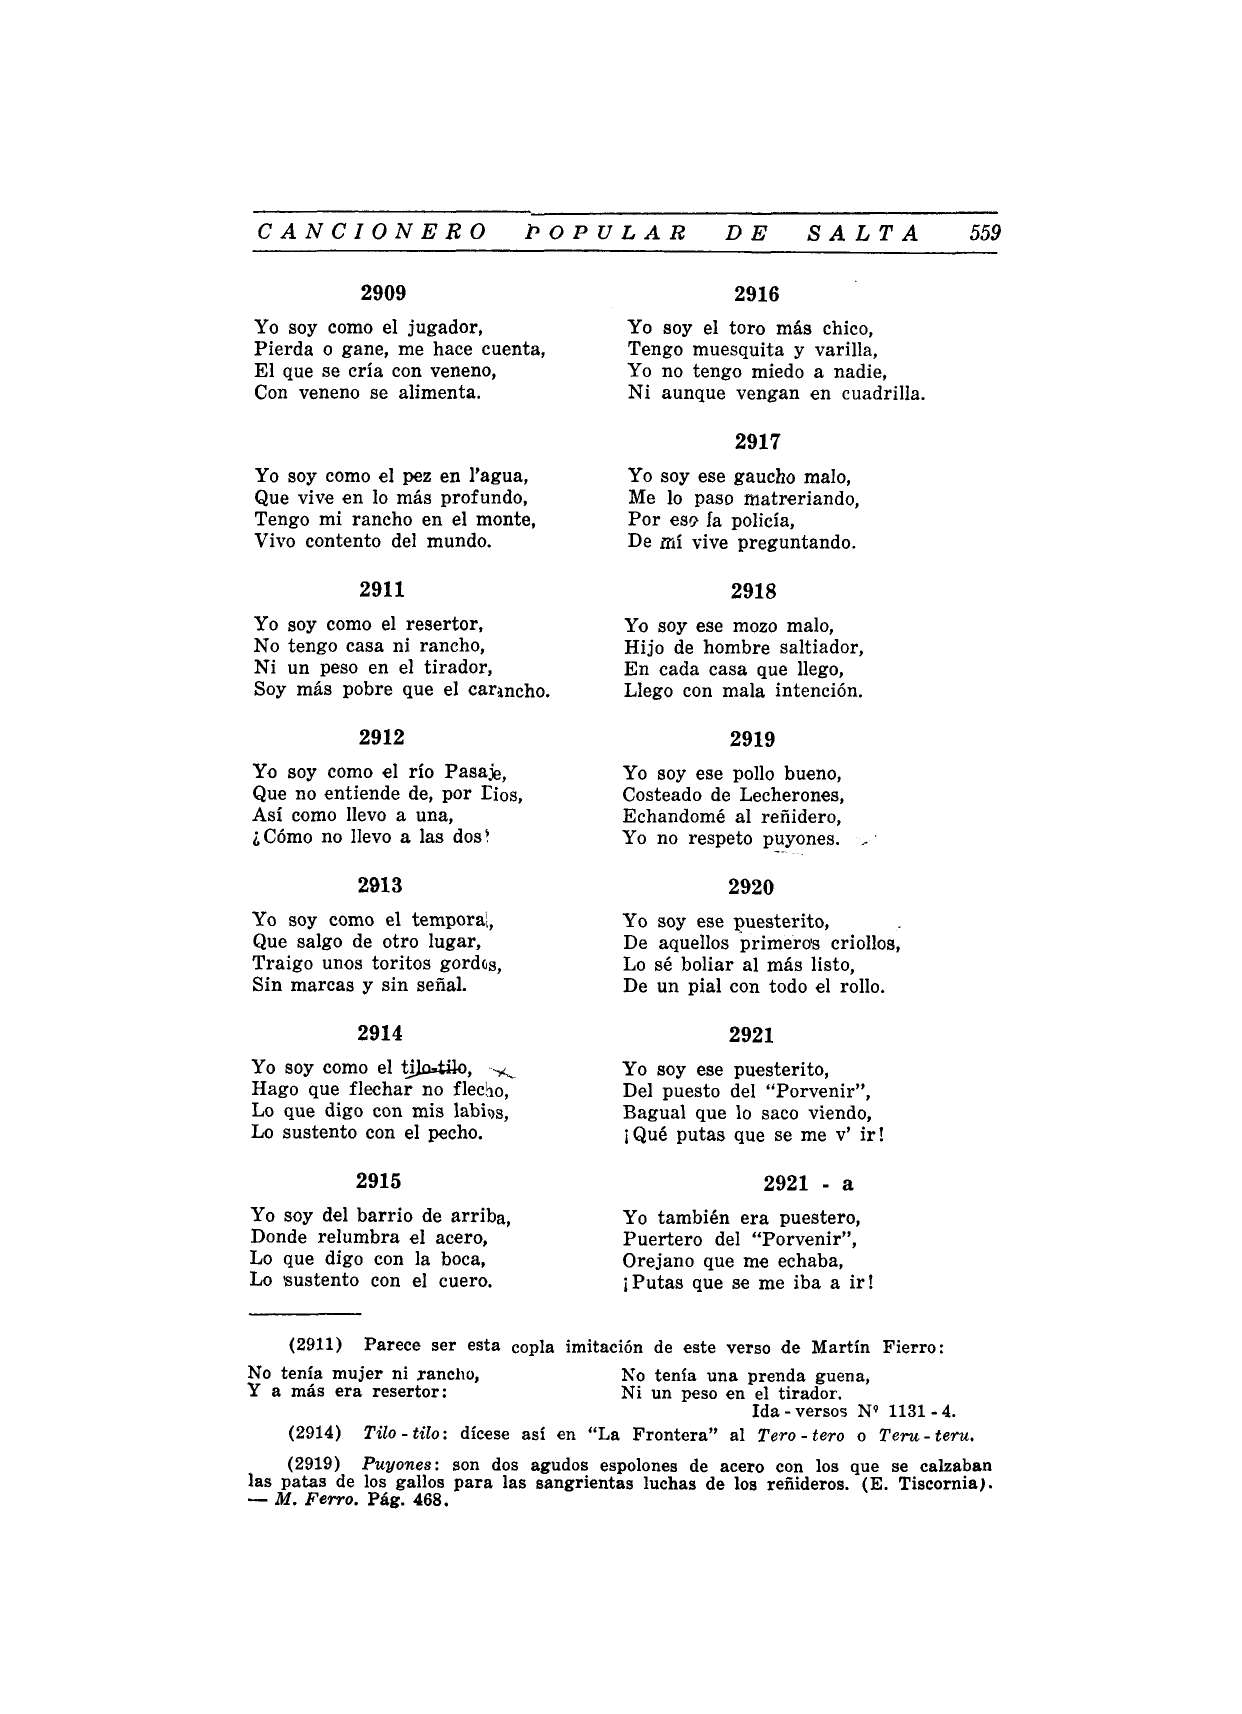 CANCIONERO POPULAR DE SALTA 559
2909
Yo soy como el jugador,
Pierda o gane, me hace cuenta,
El que se cría con veneno,
Con veneno se alimenta.
Yo soy como el pez en l'agua,
Que vive en lo más profundo,
Tengo mi rancho en el monte,
Vivo contento del mundo.
2911
Yo soy como el resertor,
No tengo casa ni rancho,
Ni un peso en el tirador,
Soy más pobre que el carancho.
2912
Yo soy como el río Pasaje,
Que no entiende de, por Dios,
Así como llevo a una,
¿Cómo no llevo a las dos?
2913
Yo soy como el temporal,
Que salgo de otro lugar,
Traigo unos toritos gordos,
Sin marcas y sin señal.
2914
Yo soy como el tilo-tilo,
Hago que flechar no flecho,
Lo que digo con mis labios,
Lo sustento con el pecho.
2915
Yo soy del barrio de arriba,
Donde relumbra el acero,
Lo que digo con la boca,
Lo sustento con el cuero.
2916
Yo soy el toro más chico,
Tengo muesquita y varilla,
Yo no tengo miedo a nadie,
Ni aunque vengan en cuadrilla.
2917
Yo soy ese gaucho malo,
Me lo paso matreriando,
Por eso la policía,
De mí vive preguntando.
2918
Yo soy ese mozo malo,
Hijo de hombre saltiador,
En cada casa que llego,
Llego con mala intención.
2919
Yo soy ese pollo bueno,
Costeado de Lecherones,
Echandomé al reñidero,
Yo no respeto puyones.
2920
Yo soy ese puesterito,
De aquellos primeros criollos,
Lo sé boliar al más listo,
De un pial con todo el rollo.
2921
Yo soy ese puesterito,
Del puesto del “Porvenir”,
Bagual que lo saco viendo,
¡Qué putas que se me v' ir!
2921 - a
Yo también era puestero,
Puertero del “Porvenir”,
Orejano que me echaba,
¡Putas que se me iba a ir!
(2911) Parece ser esta copla imitación de este verso de Martín Fierro:
No tenía mujer ni rancho,
Y a más era resertor:
No tenía una prenda guena,
Ni un peso en el tirador.
Ida - versos Nº 1131 - 4.
(2914) Tilo - tilo: dícese así en “La Frontera” al Tero - tero o Teru - teru.
(2919) Puyones: son dos agudos espolones de acero con los que se calzaban
las patas de los gallos para las sangrientas luchas de los reñideros. (E. Tiscornia).
— M. Ferro. Pág. 468.